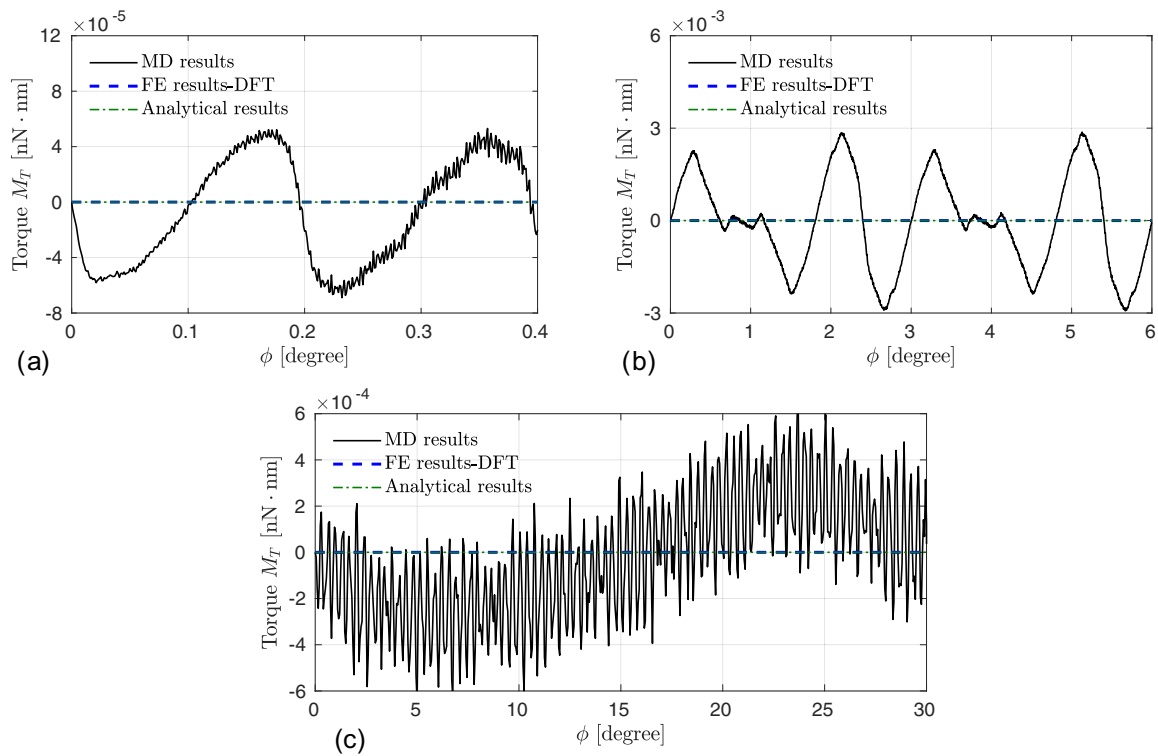 ×10⁻⁵
12
8
4
0
-4
-8
Torque M_T [nN · nm]
MD results
FE results-DFT
Analytical results
0 0.1 0.2 0.3 0.4
ϕ [degree]
(a)
×10⁻³
6
3
0
-3
Torque M_T [nN · nm]
MD results
FE results-DFT
Analytical results
0 1 2 3 4 5 6
ϕ [degree]
(b)
×10⁻⁴
6
4
2
0
-2
-4
-6
Torque M_T [nN · nm]
MD results
FE results-DFT
Analytical results
0 5 10 15 20 25 30
ϕ [degree]
(c)